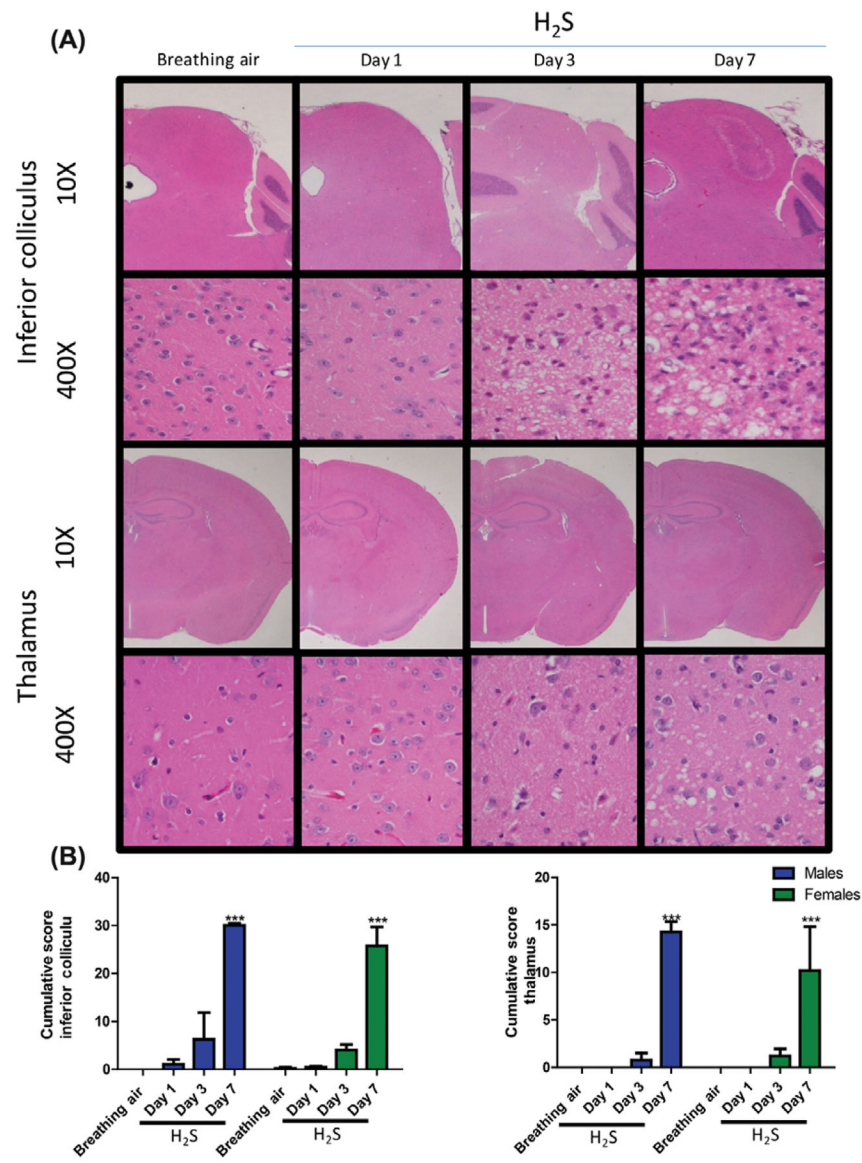 (A)
H₂S
Breathing air
Day 1
Day 3
Day 7
Inferior colliculus
10X
400X
Thalamus
10X
400X
(B)
Cumulative score
inferior colliculu
40
30
20
10
0
***
***
Breathing air
Day 1
Day 3
Day 7
Breathing air
Day 1
Day 3
Day 7
H₂S
H₂S
Males
Females
Cumulative score
thalamus
20
15
10
5
0
***
***
Breathing air
Day 1
Day 3
Day 7
Breathing air
Day 1
Day 3
Day 7
H₂S
H₂S